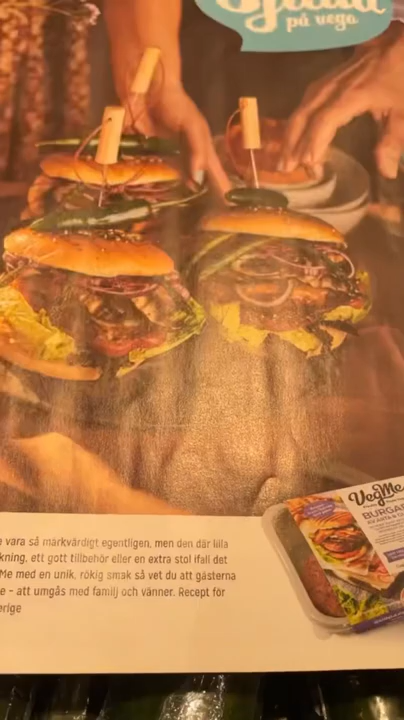 på vego
e vara så märkvärdigt egentligen, men den där lilla
kning, ett gott tillbehör eller en extra stol ifall det
Me med en unik, rökig smak så vet du att gästerna
e – att umgås med familj och vänner. Recept för
erige
VegMe
BURGAR